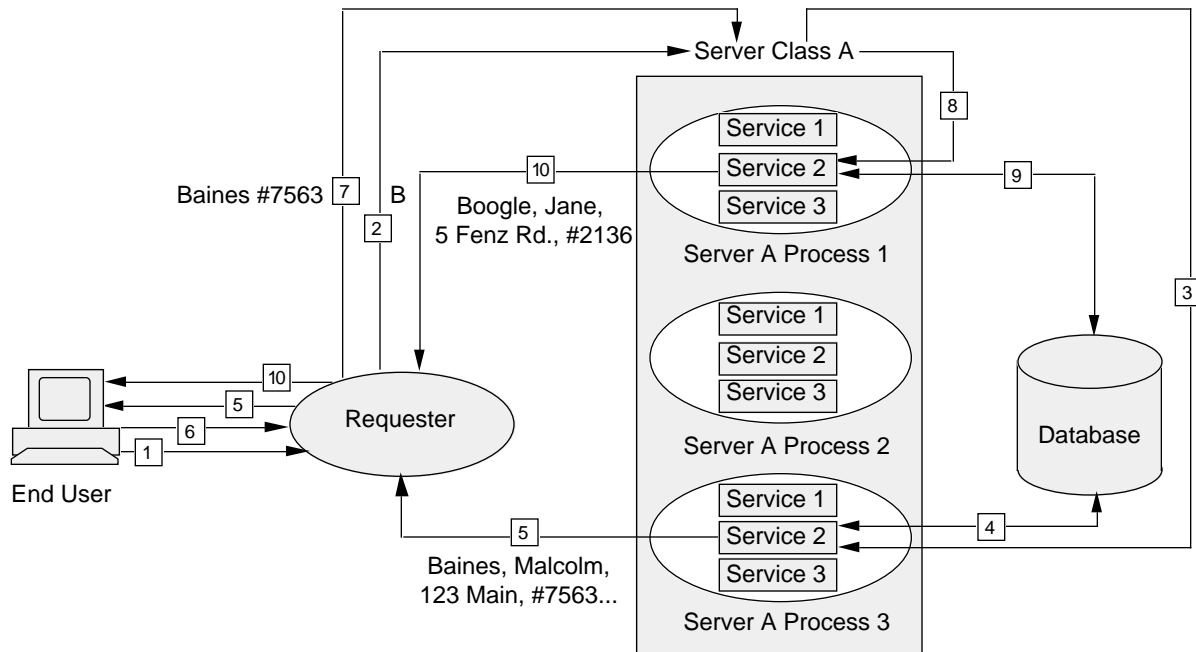 Server Class A
8
Service 1
Service 2
Service 3
Server A Process 1
10
9
Baines #7563
7
B
2
Boogle, Jane,
5 Fenz Rd., #2136
3
Service 1
Service 2
Service 3
Server A Process 2
10
5
6
1
End User
Requester
Database
Service 1
Service 2
Service 3
Server A Process 3
5
4
Baines, Malcolm,
123 Main, #7563...